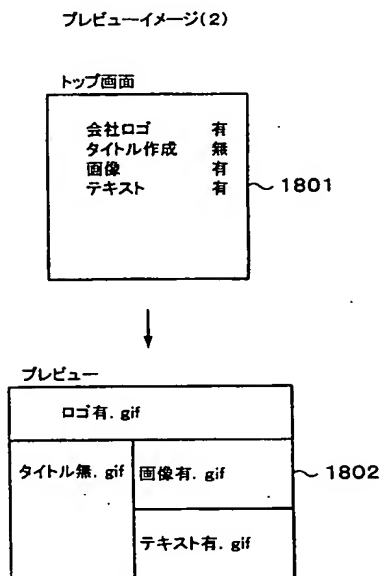 プレビューイメージ(2)
トップ画面
会社ロゴ 有
タイトル作成 無
画像 有
テキスト 有
1801
プレビュー
ロゴ有. gif
タイトル無. gif 画像有. gif
1802
テキスト有. gif